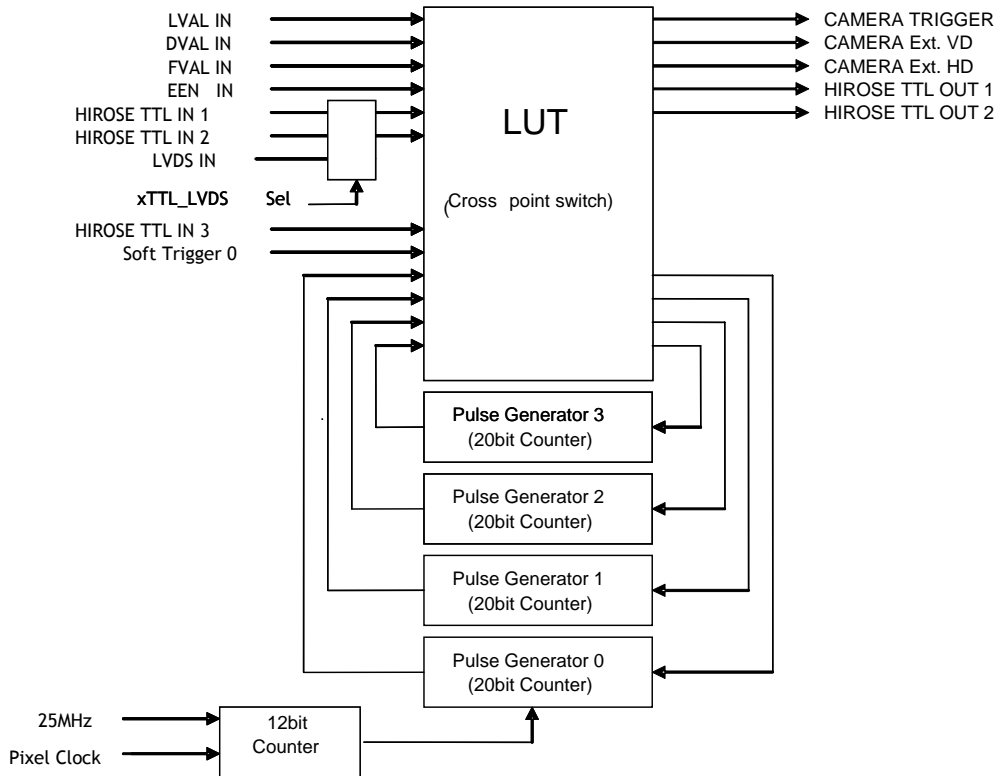 LVAL IN
DVAL IN
FVAL IN
EEN IN
HIROSE TTL IN 1
HIROSE TTL IN 2
LVDS IN
xTTL_LVDS Sel
HIROSE TTL IN 3
Soft Trigger 0
LUT
(Cross point switch)
CAMERA TRIGGER
CAMERA Ext. VD
CAMERA Ext. HD
HIROSE TTL OUT 1
HIROSE TTL OUT 2
Pulse Generator 3
(20bit Counter)
Pulse Generator 2
(20bit Counter)
Pulse Generator 1
(20bit Counter)
Pulse Generator 0
(20bit Counter)
25MHz
Pixel Clock
12bit
Counter